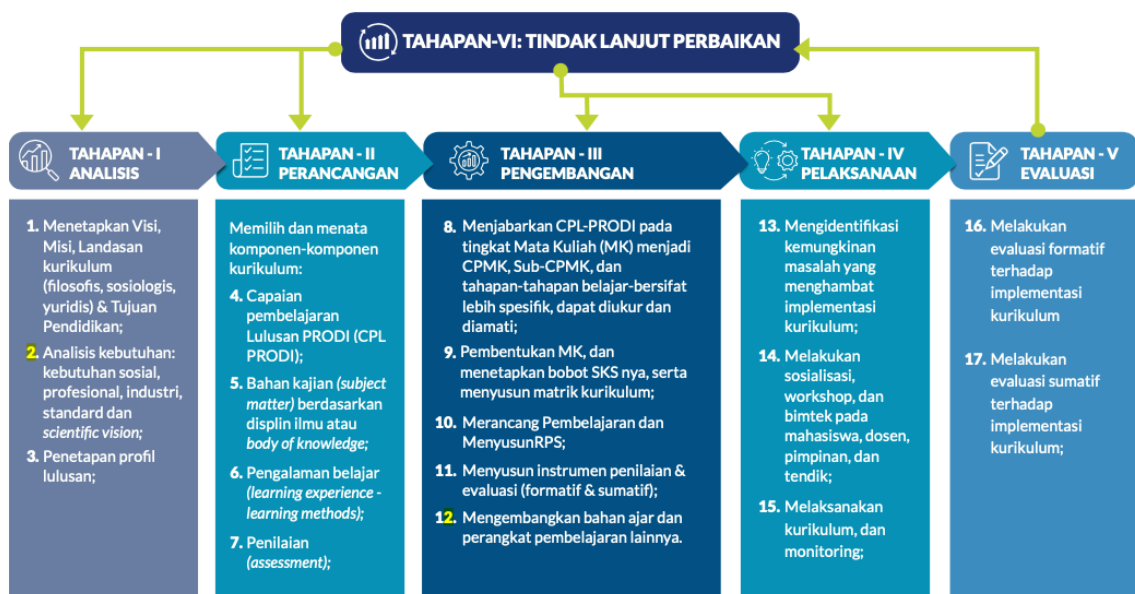 TAHAPAN-VI: TINDAK LANJUT PERBAIKAN
TAHAPAN - I
ANALISIS
1. Menetapkan Visi,
Misi, Landasan
kurikulum
(filosofis, sosiologis,
yuridis) & Tujuan
Pendidikan;
2. Analisis kebutuhan:
kebutuhan sosial,
profesional, industri,
standard dan
scientific vision;
3. Penetapan profil
lulusan;
TAHAPAN - II
PERANCANGAN
Memilih dan menata
komponen-komponen
kurikulum:
4. Capaian
pembelajaran
Lulusan PRODI (CPL
PRODI);
5. Bahan kajian (subject
matter) berdasarkan
displin ilmu atau
body of knowledge;
6. Pengalaman belajar
(learning experience -
learning methods);
7. Penilaian
(assessment);
TAHAPAN - III
PENGEMBANGAN
8. Menjabarkan CPL-PRODI pada
tingkat Mata Kuliah (MK) menjadi
CPMK, Sub-CPMK, dan
tahapan-tahapan belajar-bersifat
lebih spesifik, dapat diukur dan
diamati;
9. Pembentukan MK, dan
menetapkan bobot SKS nya, serta
menyusun matrik kurikulum;
10. Merancang Pembelajaran dan
MenyusunRPS;
11. Menyusun instrumen penilaian &
evaluasi (formatif & sumatif);
12. Mengembangkan bahan ajar dan
perangkat pembelajaran lainnya.
TAHAPAN - IV
PELAKSANAAN
13. Mengidentifikasi
kemungkinan
masalah yang
menghambat
implementasi
kurikulum;
14. Melakukan
sosialisasi,
workshop, dan
bimtek pada
mahasiswa, dosen,
pimpinan, dan
tendik;
15. Melaksanakan
kurikulum, dan
monitoring;
TAHAPAN - V
EVALUASI
16. Melakukan
evaluasi formatif
terhadap
implementasi
kurikulum
17. Melakukan
evaluasi sumatif
terhadap
implementasi
kurikulum;